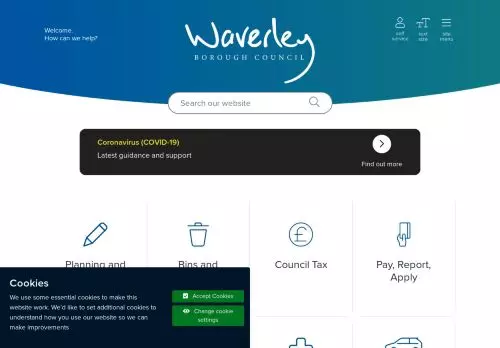 Welcome.
How can we help?
Waverley
BOROUGH COUNCIL
self
service
text
size
site
menu
Search our website
Coronavirus (COVID-19)
Latest guidance and support
Find out more
Planning and
Bins and
Council Tax
Pay, Report,
Apply
Cookies
We use some essential cookies to make this
website work. We'd like to set additional cookies to
understand how you use our website so we can
make improvements
Accept Cookies
Change cookie
settings